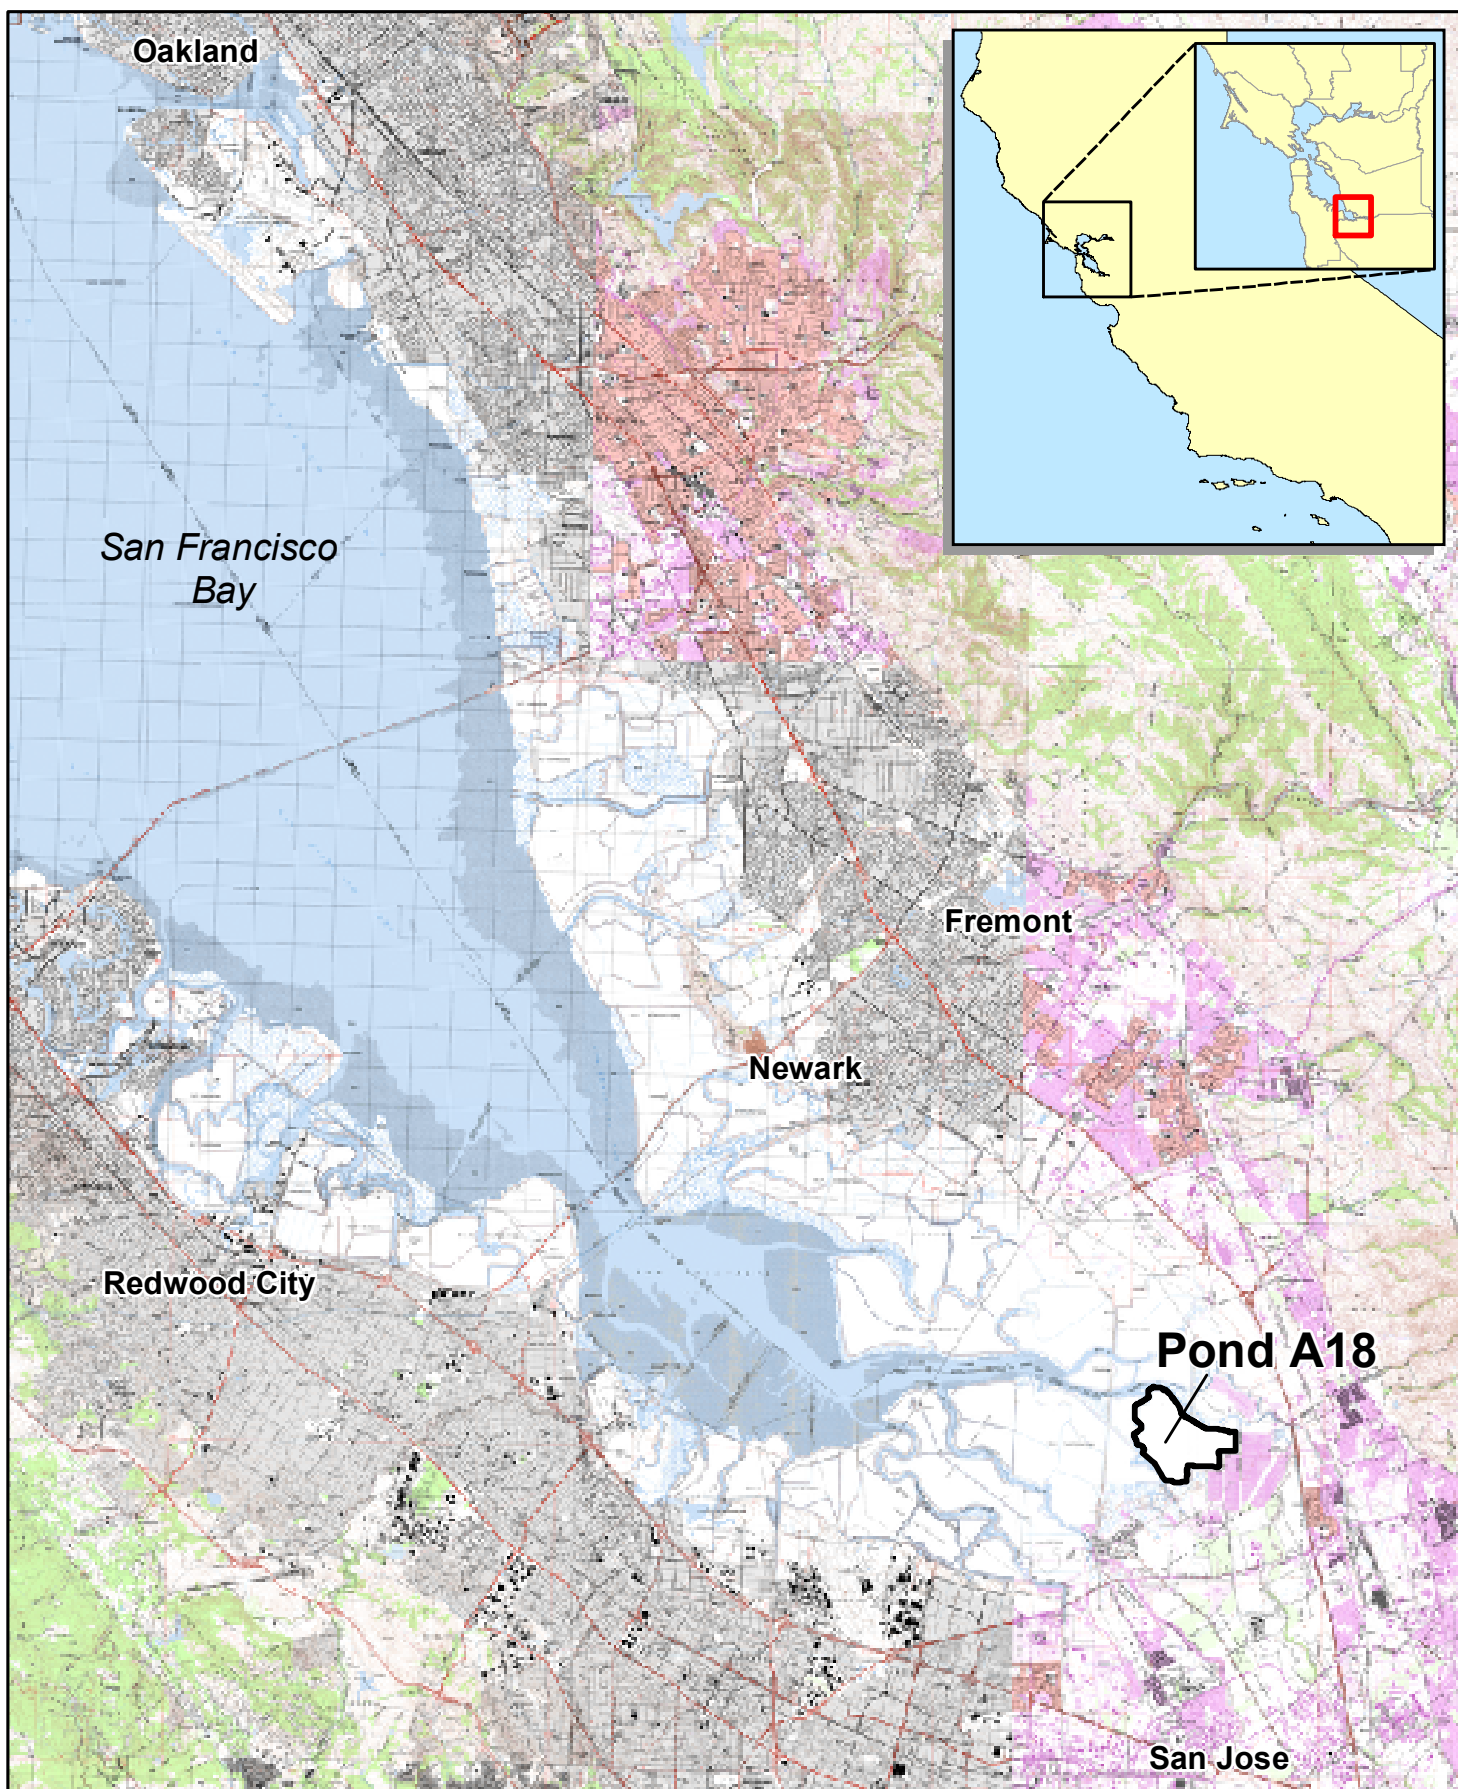 Oakland
San Francisco
Bay
Fremont
Newark
Redwood City
Pond A18
San Jose